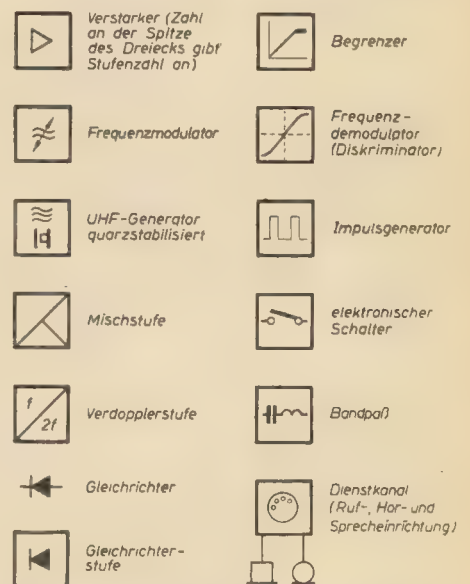 Verstarker (Zahl
an der Spitze
des Dreiecks gibt
Stufenzahl an)
Frequenzmodulator
UHF-Generator
quarzstabilisiert
Mischstufe
f
2f
Verdopplerstufe
Gleichrichter
Gleichrichter-
stufe
Begrenzer
Frequenz-
demodulator
(Diskriminator)
Impulsgenerator
elektronischer
Schalter
Bandpaß
Dienstkanal
(Ruf-, Hor- und
Sprecheinrichtung)